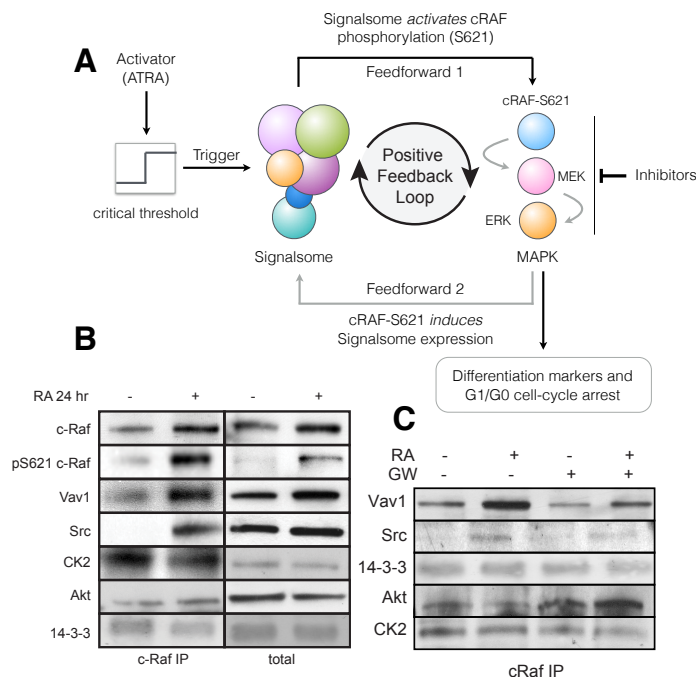 Signalsome activates cRAF
phosphorylation (S621)
A
Activator
(ATRA)
Feedforward 1
cRAF-S621
Trigger
Positive
Feedback
Loop
MEK
Inhibitors
critical threshold
ERK
Signalsome
MAPK
Feedforward 2
cRAF-S621 induces
Signalsome expression
B
Differentiation markers and
G1/G0 cell-cycle arrest
RA 24 hr - + - +
c-Raf
pS621 c-Raf
Vav1
Src
CK2
Akt
14-3-3
c-Raf IP total
C
RA - + - +
GW - - + +
Vav1
Src
14-3-3
Akt
CK2
cRaf IP